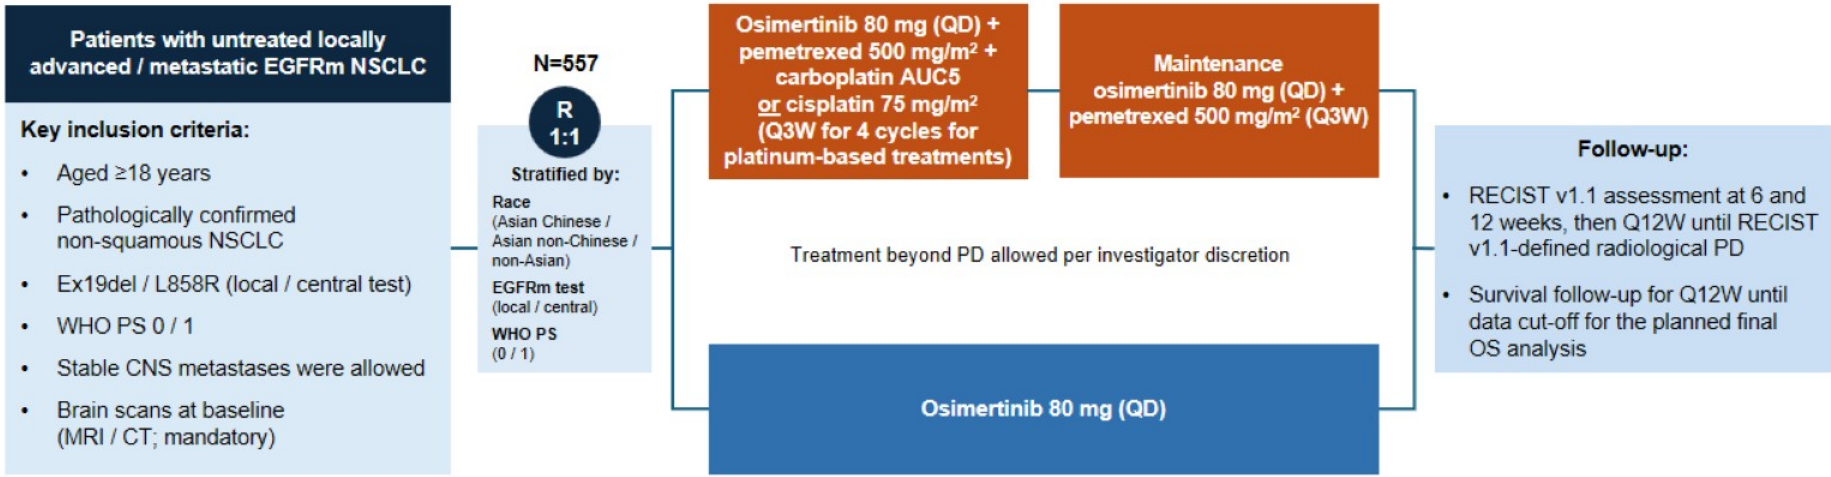 Patients with untreated locally
advanced / metastatic EGFRm NSCLC
Key inclusion criteria:
• Aged ≥18 years
• Pathologically confirmed
non-squamous NSCLC
• Ex19del / L858R (local / central test)
• WHO PS 0 / 1
• Stable CNS metastases were allowed
• Brain scans at baseline
(MRI / CT; mandatory)
N=557
R
1:1
Stratified by:
Race
(Asian Chinese /
Asian non-Chinese /
non-Asian)
EGFRm test
(local / central)
WHO PS
(0 / 1)
Osimertinib 80 mg (QD) +
pemetrexed 500 mg/m² +
carboplatin AUC5
or cisplatin 75 mg/m²
(Q3W for 4 cycles for
platinum-based treatments)
Maintenance
osimertinib 80 mg (QD) +
pemetrexed 500 mg/m² (Q3W)
Treatment beyond PD allowed per investigator discretion
Osimertinib 80 mg (QD)
Follow-up:
• RECIST v1.1 assessment at 6 and
12 weeks, then Q12W until RECIST
v1.1-defined radiological PD
• Survival follow-up for Q12W until
data cut-off for the planned final
OS analysis